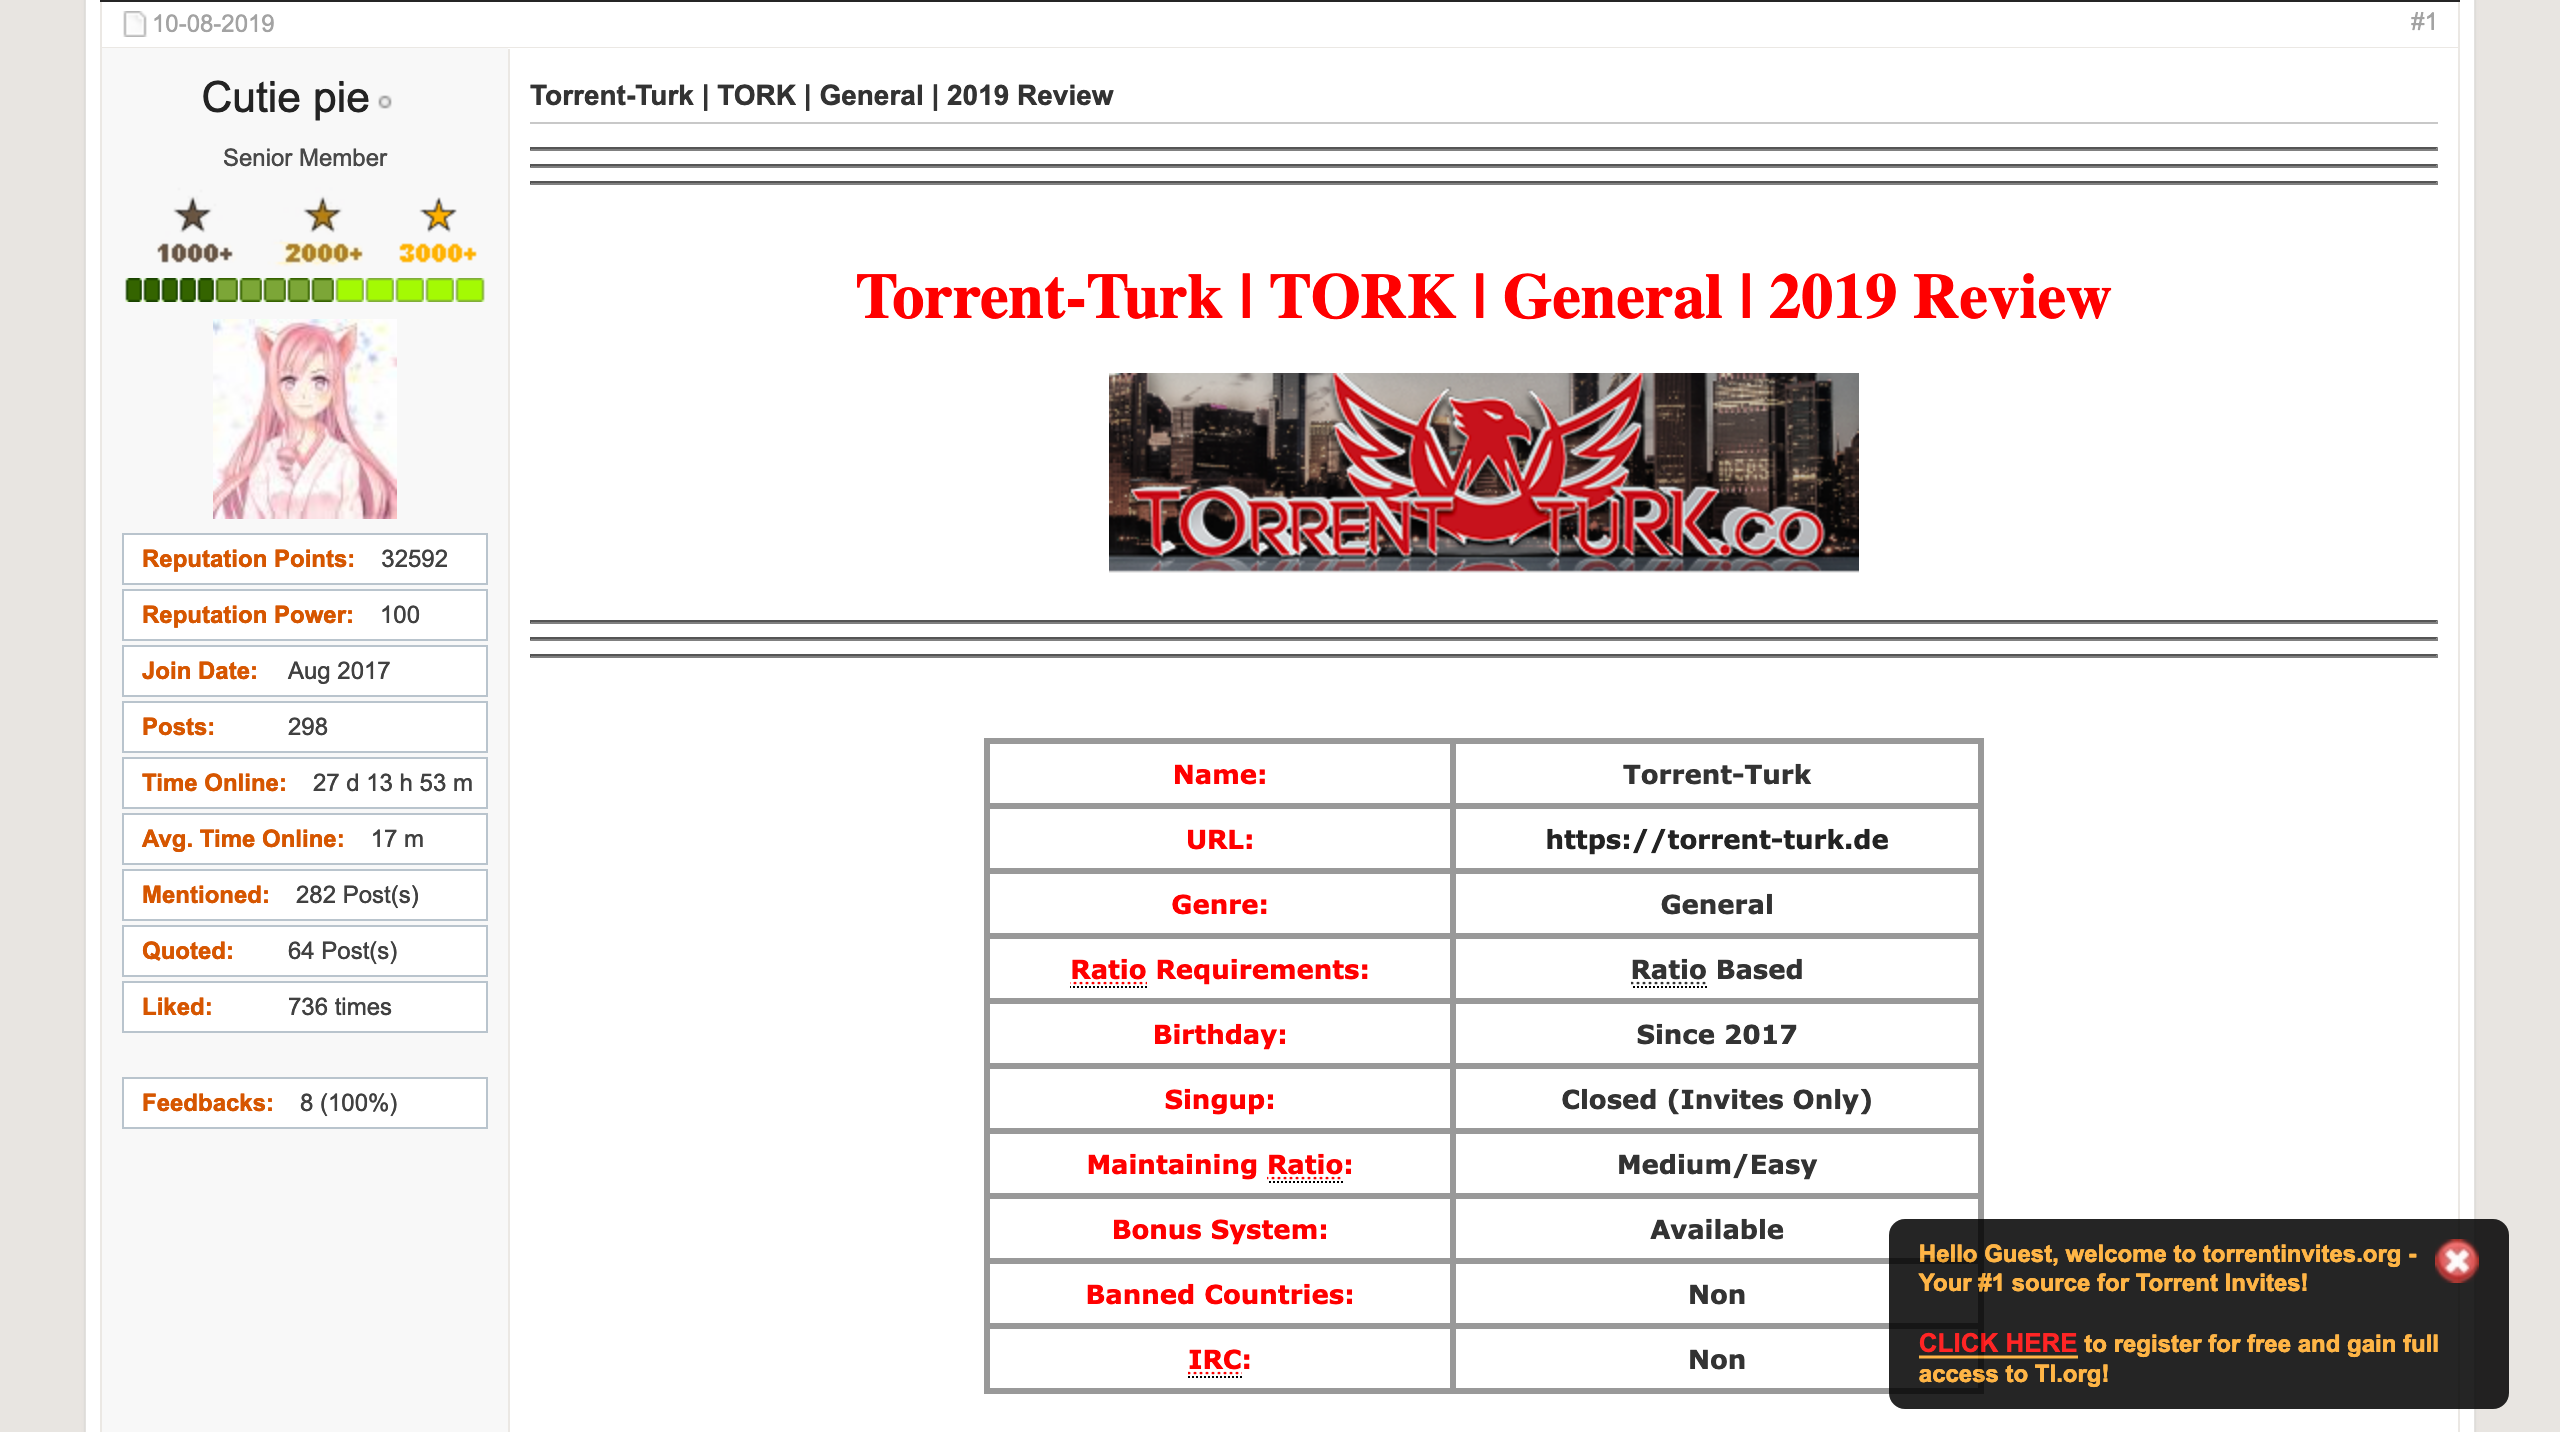 10-08-2019
#1
Cutie pie
Senior Member
1000+ 2000+ 3000+
Reputation Points: 32592
Reputation Power: 100
Join Date: Aug 2017
Posts: 298
Time Online: 27 d 13 h 53 m
Avg. Time Online: 17 m
Mentioned: 282 Post(s)
Quoted: 64 Post(s)
Liked: 736 times
Feedbacks: 8 (100%)
Torrent-Turk | TORK | General | 2019 Review
Torrent-Turk | TORK | General | 2019 Review
TORRENT TURK.CO
Name: Torrent-Turk
URL: https://torrent-turk.de
Genre: General
Ratio Requirements: Ratio Based
Birthday: Since 2017
Singup: Closed (Invites Only)
Maintaining Ratio: Medium/Easy
Bonus System: Available
Banned Countries: Non
IRC: Non
Hello Guest, welcome to torrentinvites.org -
Your #1 source for Torrent Invites!
CLICK HERE to register for free and gain full
access to TI.org!